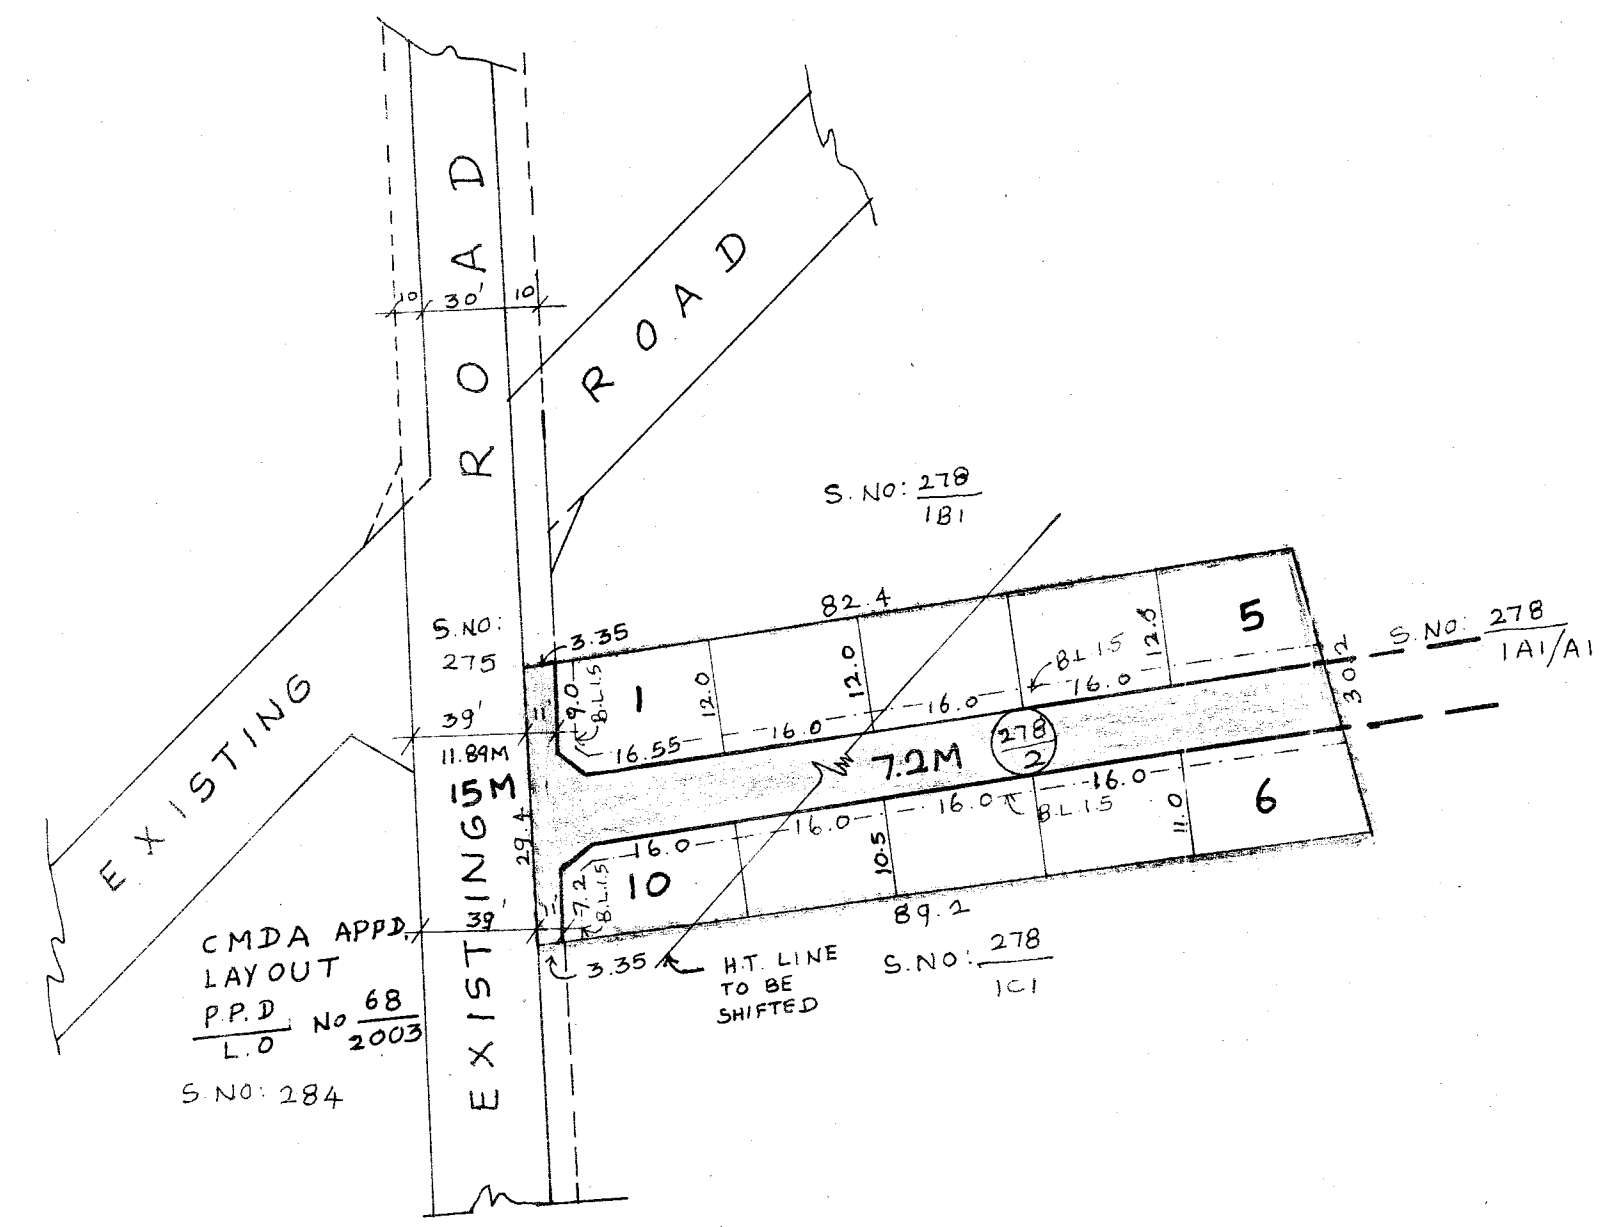 ROAD
10 30' 10
ROAD
EXISTING
S.NO: 278/1B1
S.NO:
275
3.35
82.4
5
S.NO: 278/1A1/A1
30.2
39'
11.89M
15M
29.4
11'
9.0
B.L.1.5
1
12.0
12.0
12.0
B.L 1.5
16.55
16.0
16.0
16.0
7.2M
278/2
16.0
16.0
16.0
16.0
B.L 1.5
11.0
10.5
6
7.2
B.L.1.5
10
39'
89.2
3.35
H.T. LINE
TO BE
SHIFTED
S.NO: 278/1C1
EXISTING
CMDA APPD.
LAYOUT
P.P.D/L.O No 68/2003
S.NO: 284